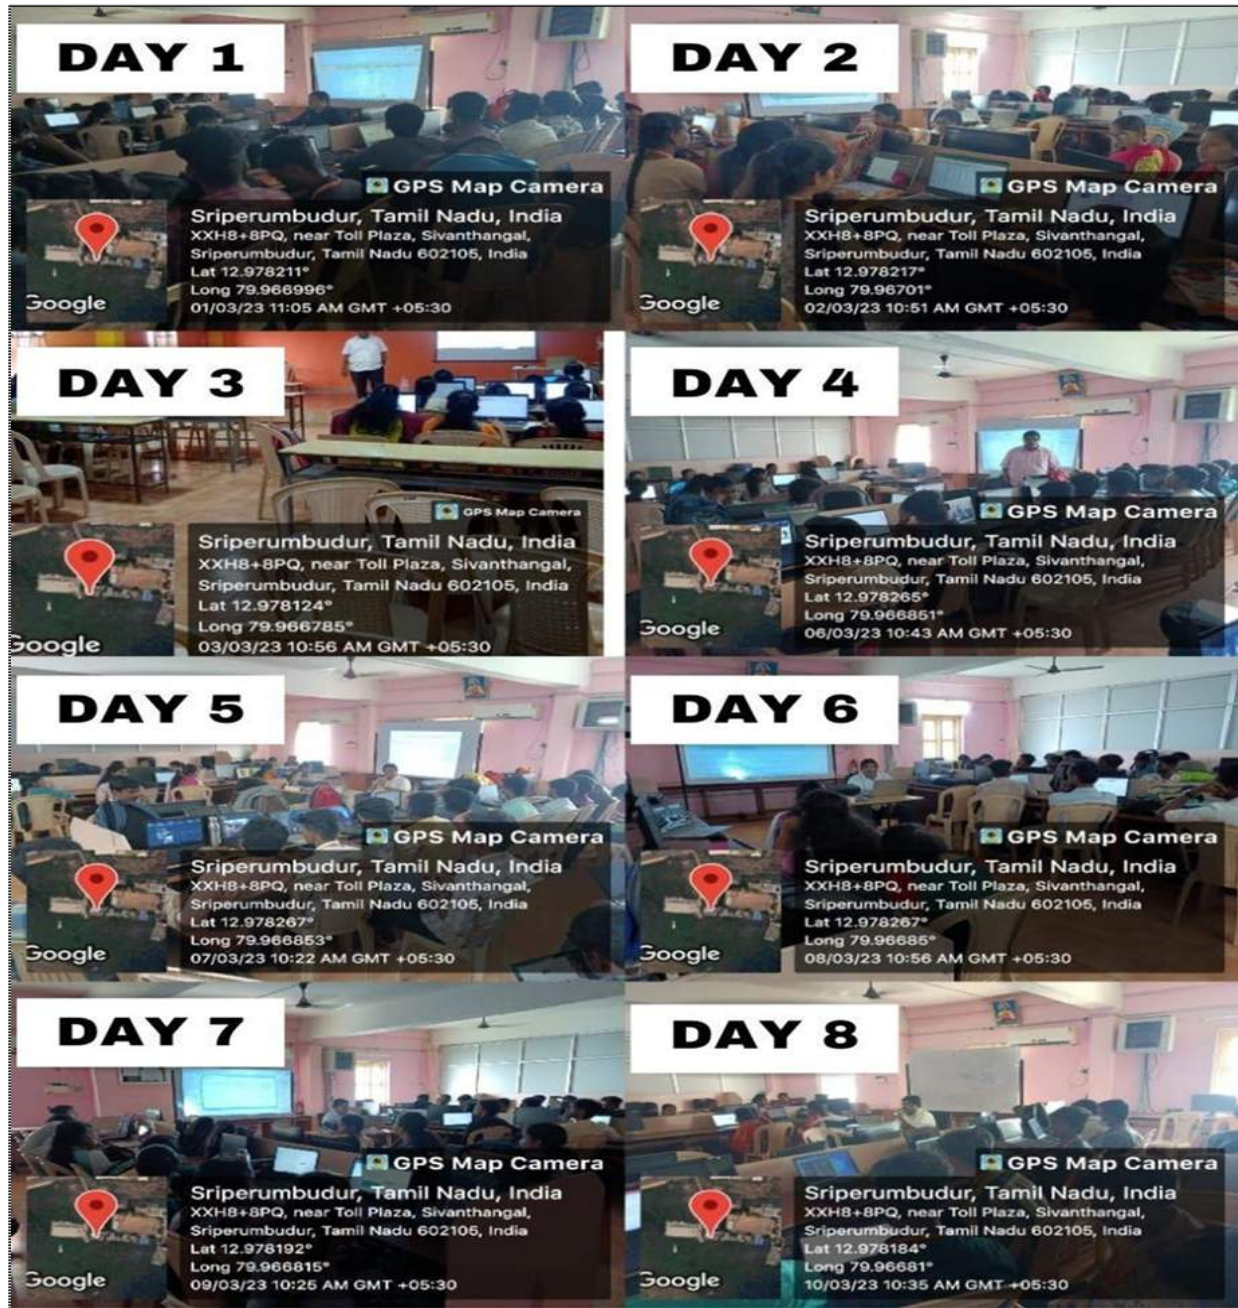 DAY 1
GPS Map Camera
Sriperumbudur, Tamil Nadu, India
XXH8+8PQ, near Toll Plaza, Sivanthangal,
Sriperumbudur, Tamil Nadu 602105, India
Lat 12.978211°
Long 79.966996°
01/03/23 11:05 AM GMT +05:30
Google
DAY 2
GPS Map Camera
Sriperumbudur, Tamil Nadu, India
XXH8+8PQ, near Toll Plaza, Sivanthangal,
Sriperumbudur, Tamil Nadu 602105, India
Lat 12.978217°
Long 79.96701°
02/03/23 10:51 AM GMT +05:30
Google
DAY 3
GPS Map Camera
Sriperumbudur, Tamil Nadu, India
XXH8+8PQ, near Toll Plaza, Sivanthangal,
Sriperumbudur, Tamil Nadu 602105, India
Lat 12.978124°
Long 79.966785°
03/03/23 10:56 AM GMT +05:30
Google
DAY 4
GPS Map Camera
Sriperumbudur, Tamil Nadu, India
XXH8+8PQ, near Toll Plaza, Sivanthangal,
Sriperumbudur, Tamil Nadu 602105, India
Lat 12.978265°
Long 79.966851°
06/03/23 10:43 AM GMT +05:30
Google
DAY 5
GPS Map Camera
Sriperumbudur, Tamil Nadu, India
XXH8+8PQ, near Toll Plaza, Sivanthangal,
Sriperumbudur, Tamil Nadu 602105, India
Lat 12.978267°
Long 79.966853°
07/03/23 10:22 AM GMT +05:30
Google
DAY 6
GPS Map Camera
Sriperumbudur, Tamil Nadu, India
XXH8+8PQ, near Toll Plaza, Sivanthangal,
Sriperumbudur, Tamil Nadu 602105, India
Lat 12.978267°
Long 79.96685°
08/03/23 10:56 AM GMT +05:30
Google
DAY 7
GPS Map Camera
Sriperumbudur, Tamil Nadu, India
XXH8+8PQ, near Toll Plaza, Sivanthangal,
Sriperumbudur, Tamil Nadu 602105, India
Lat 12.978192°
Long 79.966815°
09/03/23 10:25 AM GMT +05:30
Google
DAY 8
GPS Map Camera
Sriperumbudur, Tamil Nadu, India
XXH8+8PQ, near Toll Plaza, Sivanthangal,
Sriperumbudur, Tamil Nadu 602105, India
Lat 12.978184°
Long 79.96681°
10/03/23 10:35 AM GMT +05:30
Google